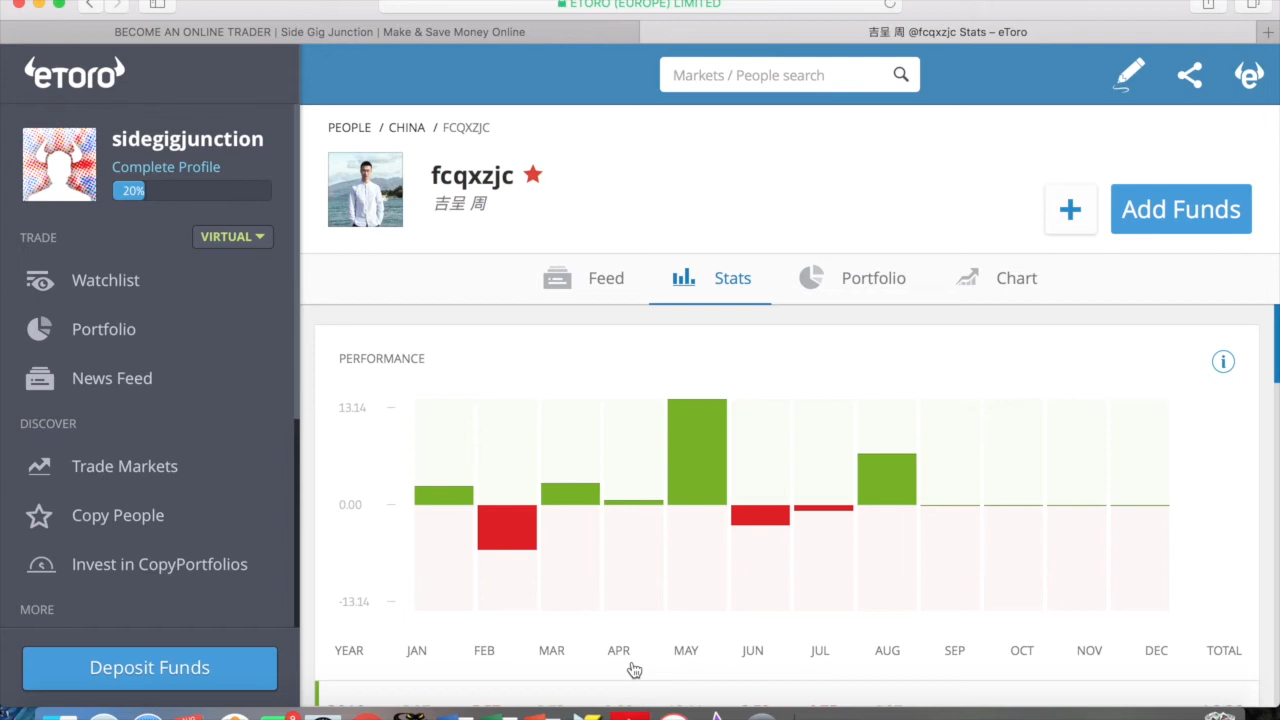 ETORO (EUROPE) LIMITED
BECOME AN ONLINE TRADER | Side Gig Junction | Make & Save Money Online
吉呈 周 @fcqxzjc Stats – eToro
eToro
Markets / People search
sidegigjunction
Complete Profile
20%
PEOPLE / CHINA / FCQXZJC
fcqxzjc
吉呈 周
Add Funds
TRADE
VIRTUAL
Watchlist
Portfolio
News Feed
DISCOVER
Trade Markets
Copy People
Invest in CopyPortfolios
MORE
Deposit Funds
Feed
Stats
Portfolio
Chart
PERFORMANCE
13.14
0.00
-13.14
YEAR JAN FEB MAR APR MAY JUN JUL AUG SEP OCT NOV DEC TOTAL